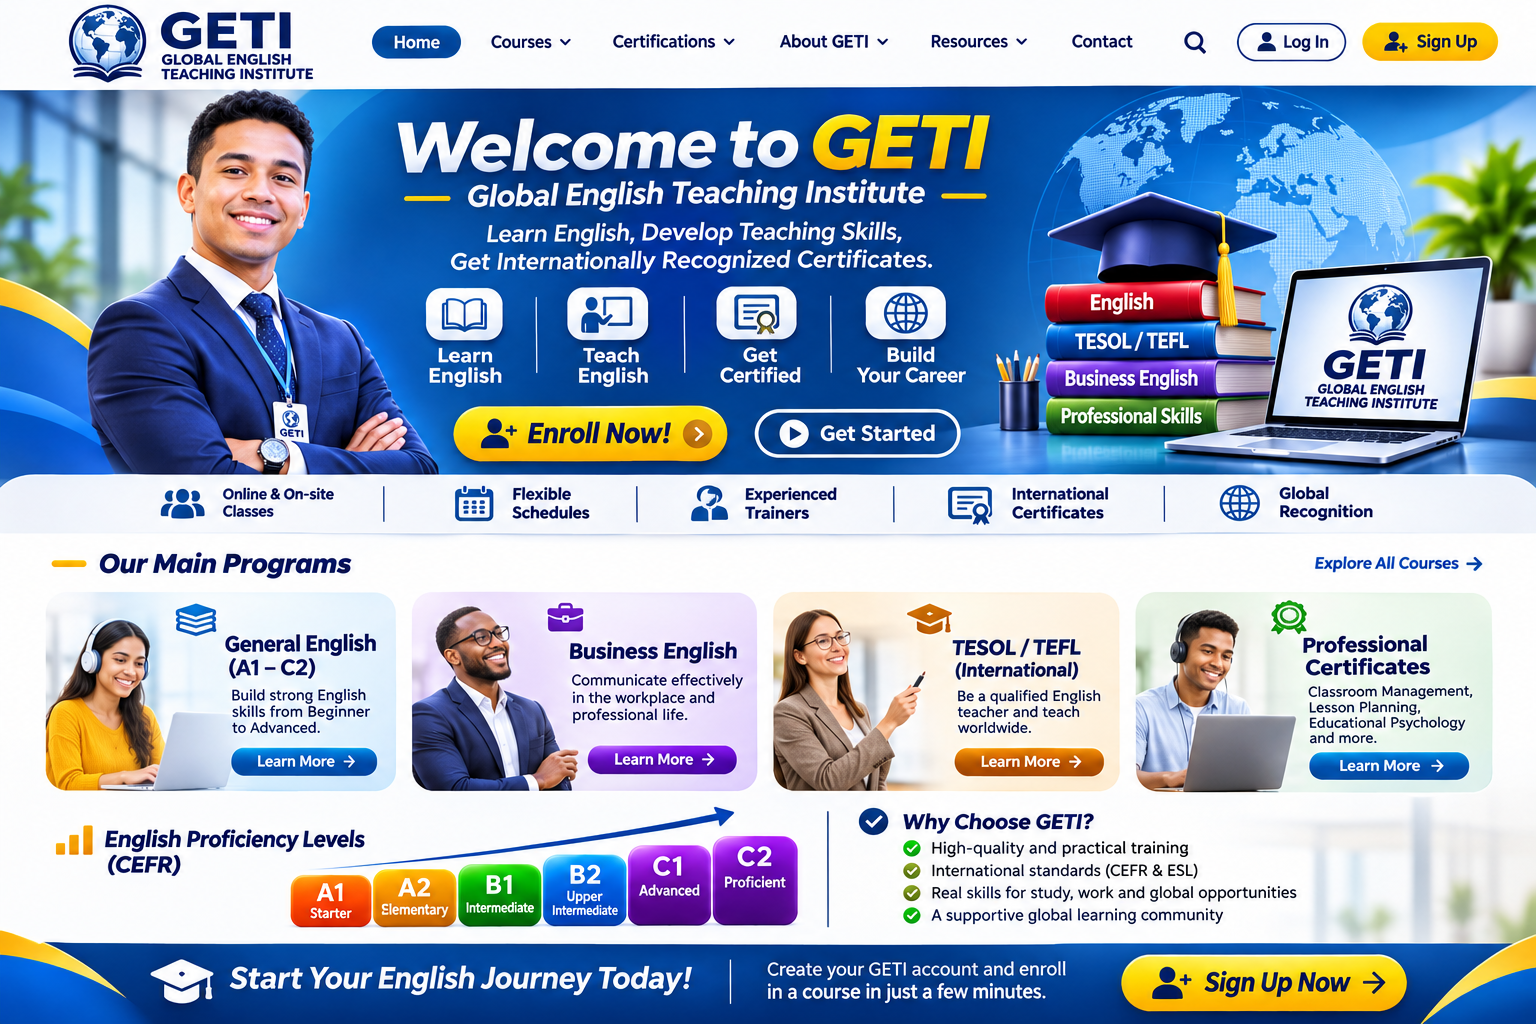 GETI
GLOBAL ENGLISH
TEACHING INSTITUTE
Home
Courses
Certifications
About GETI
Resources
Contact
Log In
Sign Up
Welcome to GETI
Global English Teaching Institute
Learn English, Develop Teaching Skills,
Get Internationally Recognized Certificates.
Learn
English
Teach
English
Get
Certified
Build
Your Career
Enroll Now!
Get Started
GETI
English
TESOL / TEFL
Business English
Professional Skills
GETI
GLOBAL ENGLISH
TEACHING INSTITUTE
Online & On-site
Classes
Flexible
Schedules
Experienced
Trainers
International
Certificates
Global
Recognition
Our Main Programs
Explore All Courses
General English
(A1 – C2)
Build strong English
skills from Beginner
to Advanced.
Learn More
Business English
Communicate effectively
in the workplace and
professional life.
Learn More
TESOL / TEFL
(International)
Be a qualified English
teacher and teach
worldwide.
Learn More
Professional
Certificates
Classroom Management,
Lesson Planning,
Educational Psychology
and more.
Learn More
English Proficiency Levels
(CEFR)
A1
Starter
A2
Elementary
B1
Intermediate
B2
Upper
Intermediate
C1
Advanced
C2
Proficient
Why Choose GETI?
High-quality and practical training
International standards (CEFR & ESL)
Real skills for study, work and global opportunities
A supportive global learning community
Start Your English Journey Today!
Create your GETI account and enroll
in a course in just a few minutes.
Sign Up Now